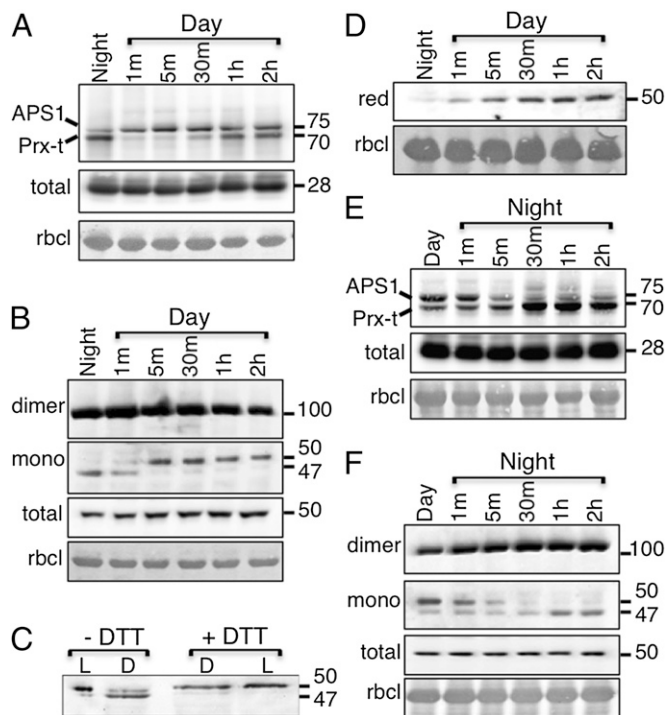 A
Day
Night 1m 5m 30m 1h 2h
APS1
75
Prx-t
70
total
28
rbcl
B
Day
Night 1m 5m 30m 1h 2h
dimer
100
mono
50
47
total
50
rbcl
C
- DTT + DTT
L D D L
50
47
D
Day
Night 1m 5m 30m 1h 2h
red
50
rbcl
E
Night
Day 1m 5m 30m 1h 2h
APS1
75
Prx-t
70
total
28
rbcl
F
Night
Day 1m 5m 30m 1h 2h
dimer
100
mono
50
47
total
50
rbcl